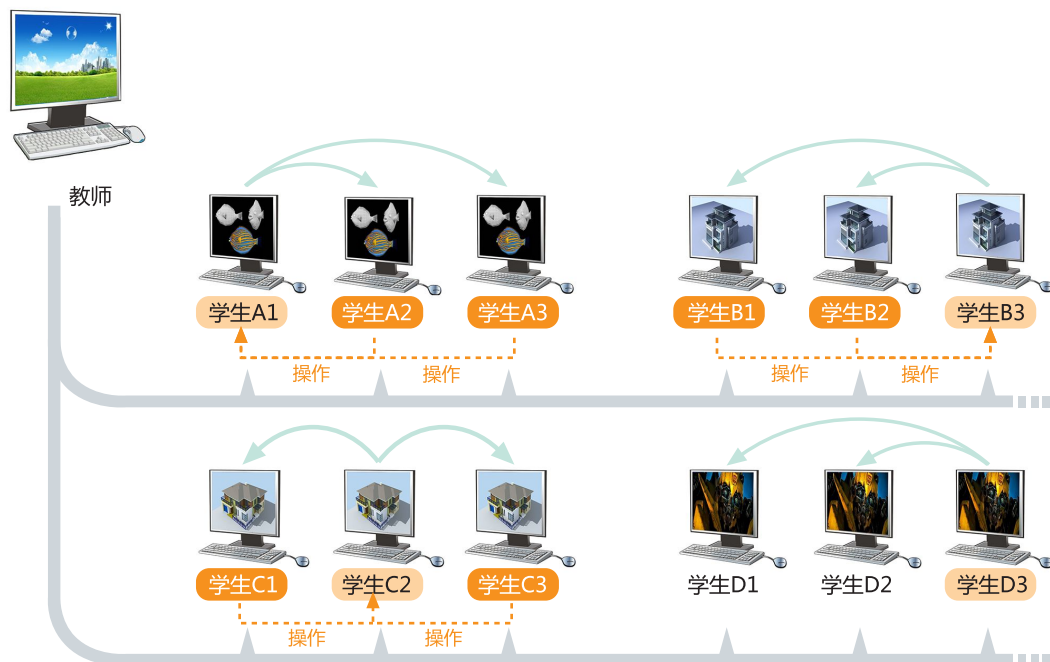 教师
学生A1
学生A2
学生A3
学生B1
学生B2
学生B3
操作
操作
操作
操作
学生C1
学生C2
学生C3
学生D1
学生D2
学生D3
操作
操作